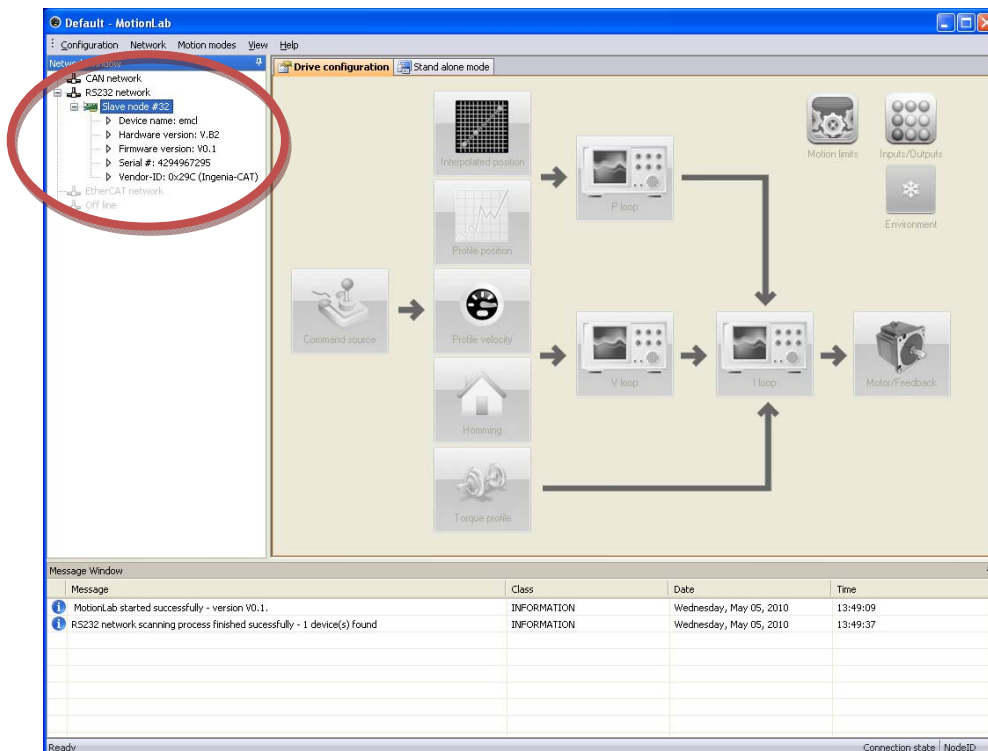 Default - MotionLab
Configuration Network Motion modes View Help
Drive configuration Stand alone mode
CAN network
RS232 network
Slave node #32
Device name: emcl
Hardware version: V.B2
Firmware version: V0.1
Serial #: 4294967295
Vendor-ID: 0x29C (Ingenia-CAT)
EtherCAT network
Off line
Interpolated position
P loop
Motion limits
Inputs/Outputs
Environment
Profile position
Command source
Profile velocity
V loop
I loop
Motor/Feedback
Homming
Torque profile
Message Window
Message Class Date Time
MotionLab started successfully - version V0.1. INFORMATION Wednesday, May 05, 2010 13:49:09
RS232 network scanning process finished sucessfully - 1 device(s) found INFORMATION Wednesday, May 05, 2010 13:49:37
Ready Connection state NodeID